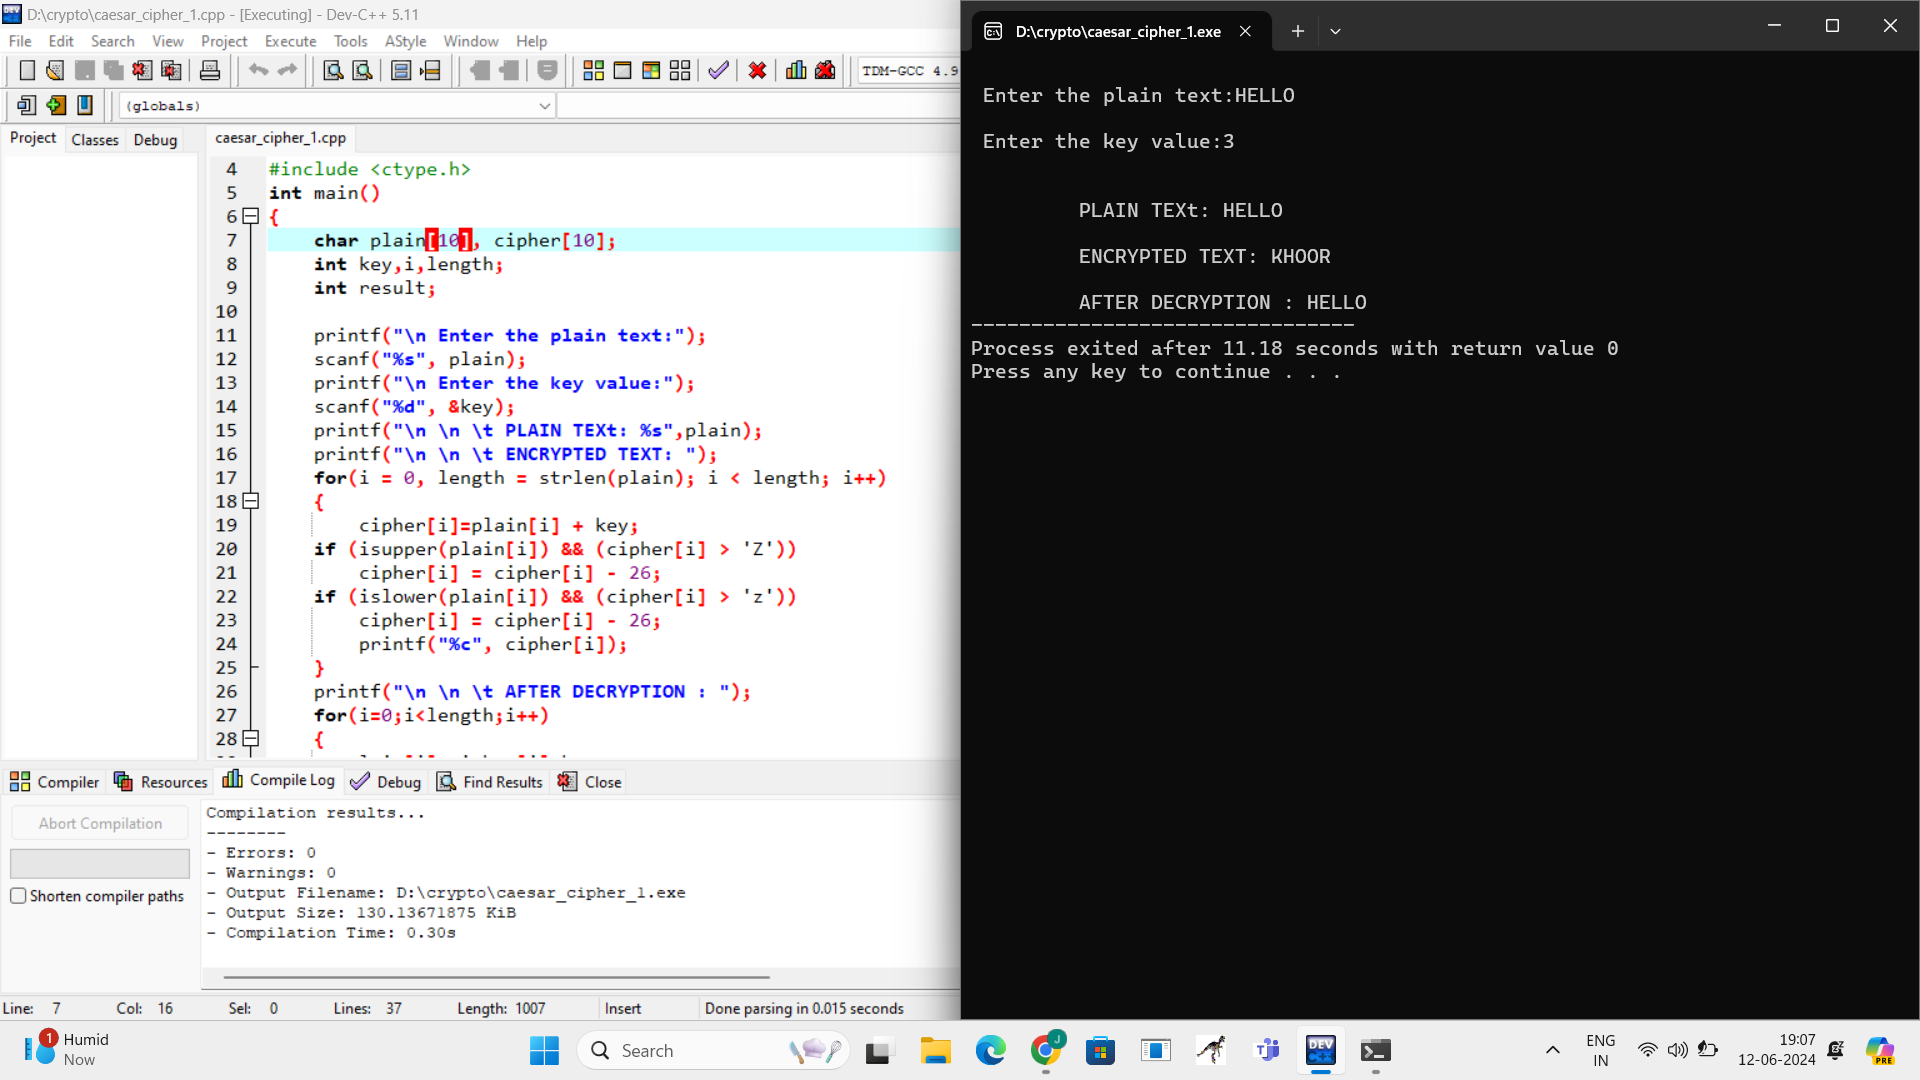 D:\crypto\caesar_cipher_1.cpp - [Executing] - Dev-C++ 5.11
File Edit Search View Project Execute Tools AStyle Window Help
TDM-GCC 4.9
(globals)
Project Classes Debug
caesar_cipher_1.cpp
4 #include <ctype.h>
5 int main()
6 {
7 char plain[10], cipher[10];
8 int key,i,length;
9 int result;
10
11 printf("\n Enter the plain text:");
12 scanf("%s", plain);
13 printf("\n Enter the key value:");
14 scanf("%d", &key);
15 printf("\n \n \t PLAIN TEXt: %s",plain);
16 printf("\n \n \t ENCRYPTED TEXT: ");
17 for(i = 0, length = strlen(plain); i < length; i++)
18 {
19 cipher[i]=plain[i] + key;
20 if (isupper(plain[i]) && (cipher[i] > 'Z'))
21 cipher[i] = cipher[i] - 26;
22 if (islower(plain[i]) && (cipher[i] > 'z'))
23 cipher[i] = cipher[i] - 26;
24 printf("%c", cipher[i]);
25 }
26 printf("\n \n \t AFTER DECRYPTION : ");
27 for(i=0;i<length;i++)
28 {
Compiler Resources Compile Log Debug Find Results Close
Abort Compilation
Shorten compiler paths
Compilation results...
--------
- Errors: 0
- Warnings: 0
- Output Filename: D:\crypto\caesar_cipher_1.exe
- Output Size: 130.13671875 KiB
- Compilation Time: 0.30s
Line: 7 Col: 16 Sel: 0 Lines: 37 Length: 1007 Insert Done parsing in 0.015 seconds
D:\crypto\caesar_cipher_1.exe
Enter the plain text:HELLO
Enter the key value:3
PLAIN TEXt: HELLO
ENCRYPTED TEXT: KHOOR
AFTER DECRYPTION : HELLO
--------------------------------
Process exited after 11.18 seconds with return value 0
Press any key to continue . . .
1
Humid
Now
Search
J
DEV
ENG
IN
19:07
12-06-2024
PRE